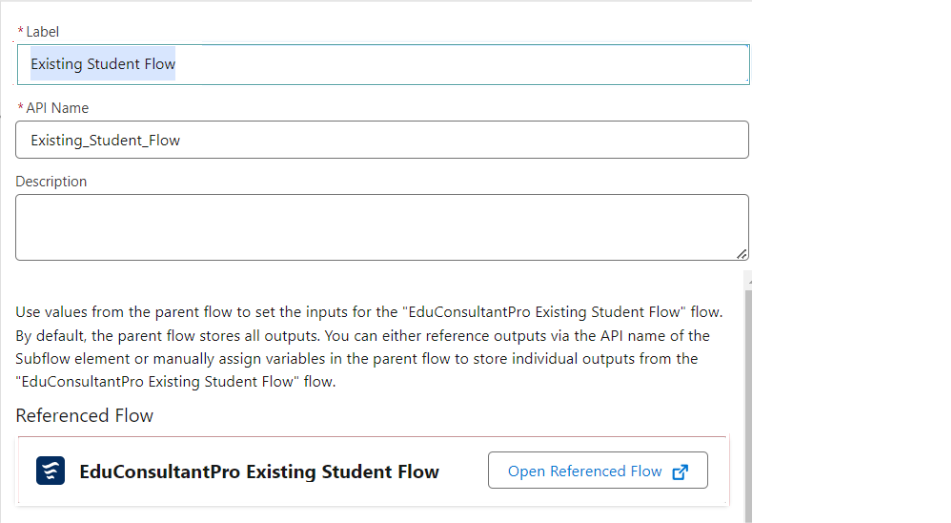 *Label
Existing Student Flow
*API Name
Existing_Student_Flow
Description
Use values from the parent flow to set the inputs for the "EduConsultantPro Existing Student Flow" flow.
By default, the parent flow stores all outputs. You can either reference outputs via the API name of the
Subflow element or manually assign variables in the parent flow to store individual outputs from the
"EduConsultantPro Existing Student Flow" flow.
Referenced Flow
EduConsultantPro Existing Student Flow Open Referenced Flow